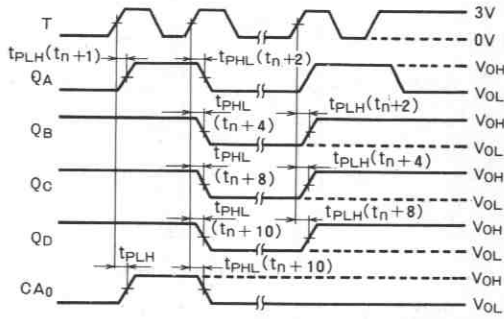 T 3V
0V
tPLH(tn+1) tPHL(tn+2) VOH
QA VOL
tPHL tPLH(tn+2) VOH
QB (tn+4) VOL
tPHL tPLH(tn+4) VOH
QC (tn+8) VOL
tPHL tPLH(tn+8) VOH
QD (tn+10) VOL
tPLH tPHL(tn+10) VOH
CA0 VOL